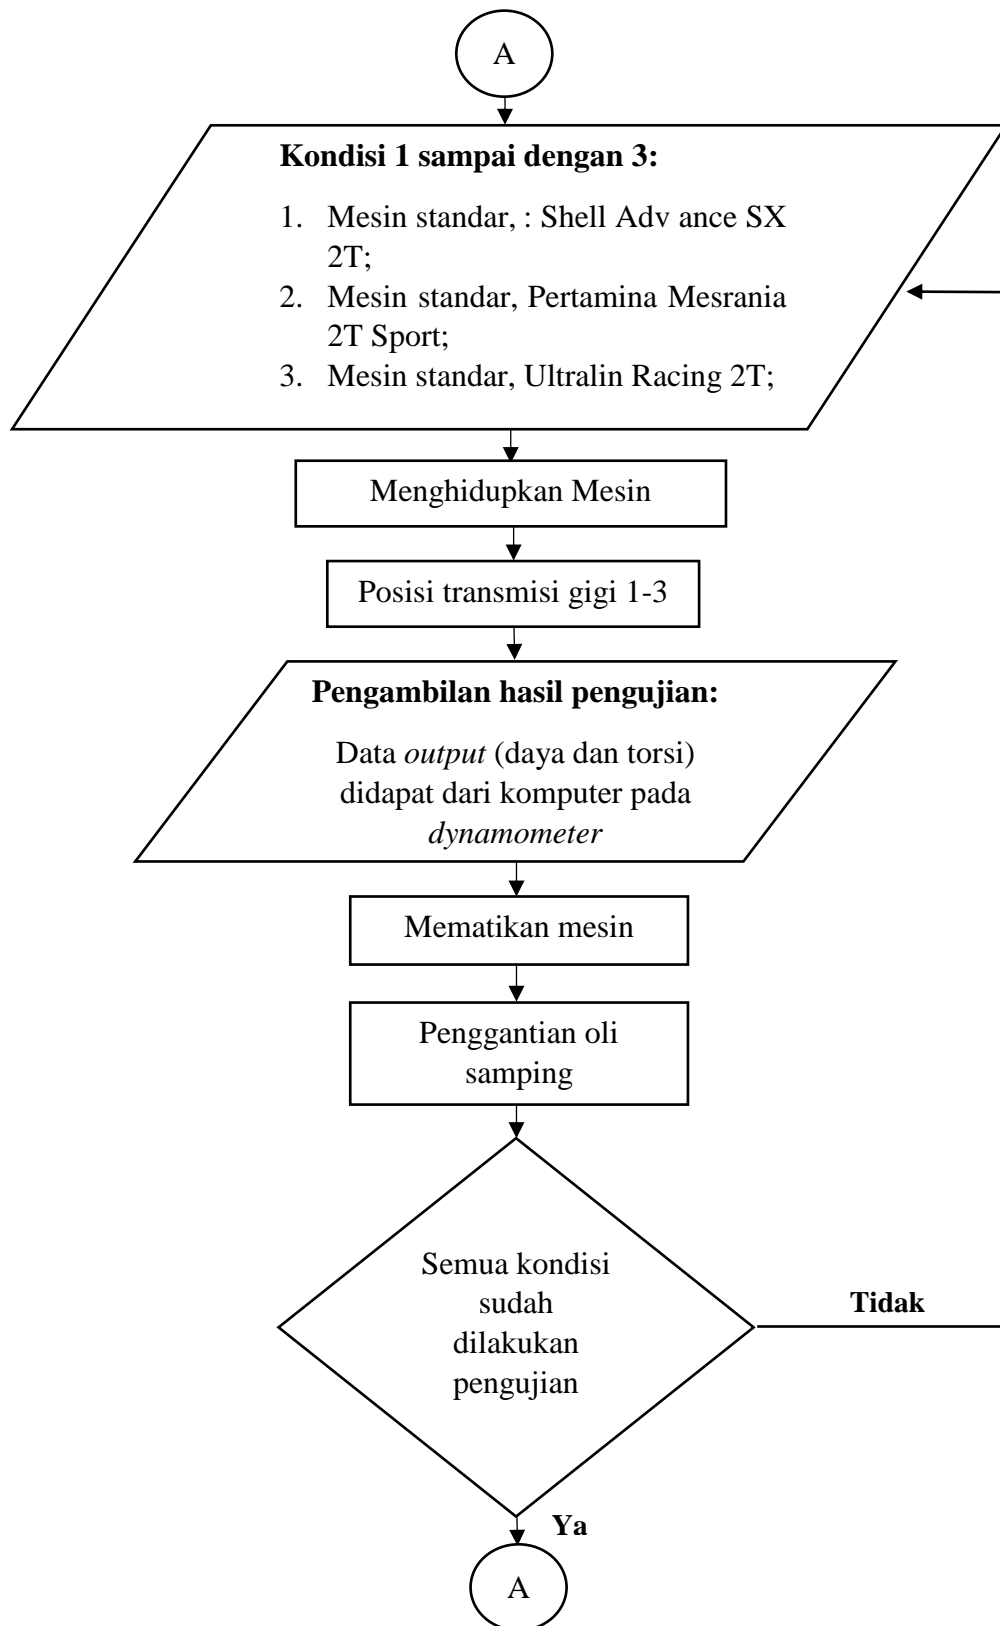 A
Kondisi 1 sampai dengan 3:
1. Mesin standar, : Shell Adv ance SX
2T;
2. Mesin standar, Pertamina Mesrania
2T Sport;
3. Mesin standar, Ultralin Racing 2T;
Menghidupkan Mesin
Posisi transmisi gigi 1-3
Pengambilan hasil pengujian:
Data output (daya dan torsi)
didapat dari komputer pada
dynamometer
Mematikan mesin
Penggantian oli
samping
Semua kondisi
sudah
dilakukan
pengujian
Tidak
Ya
A